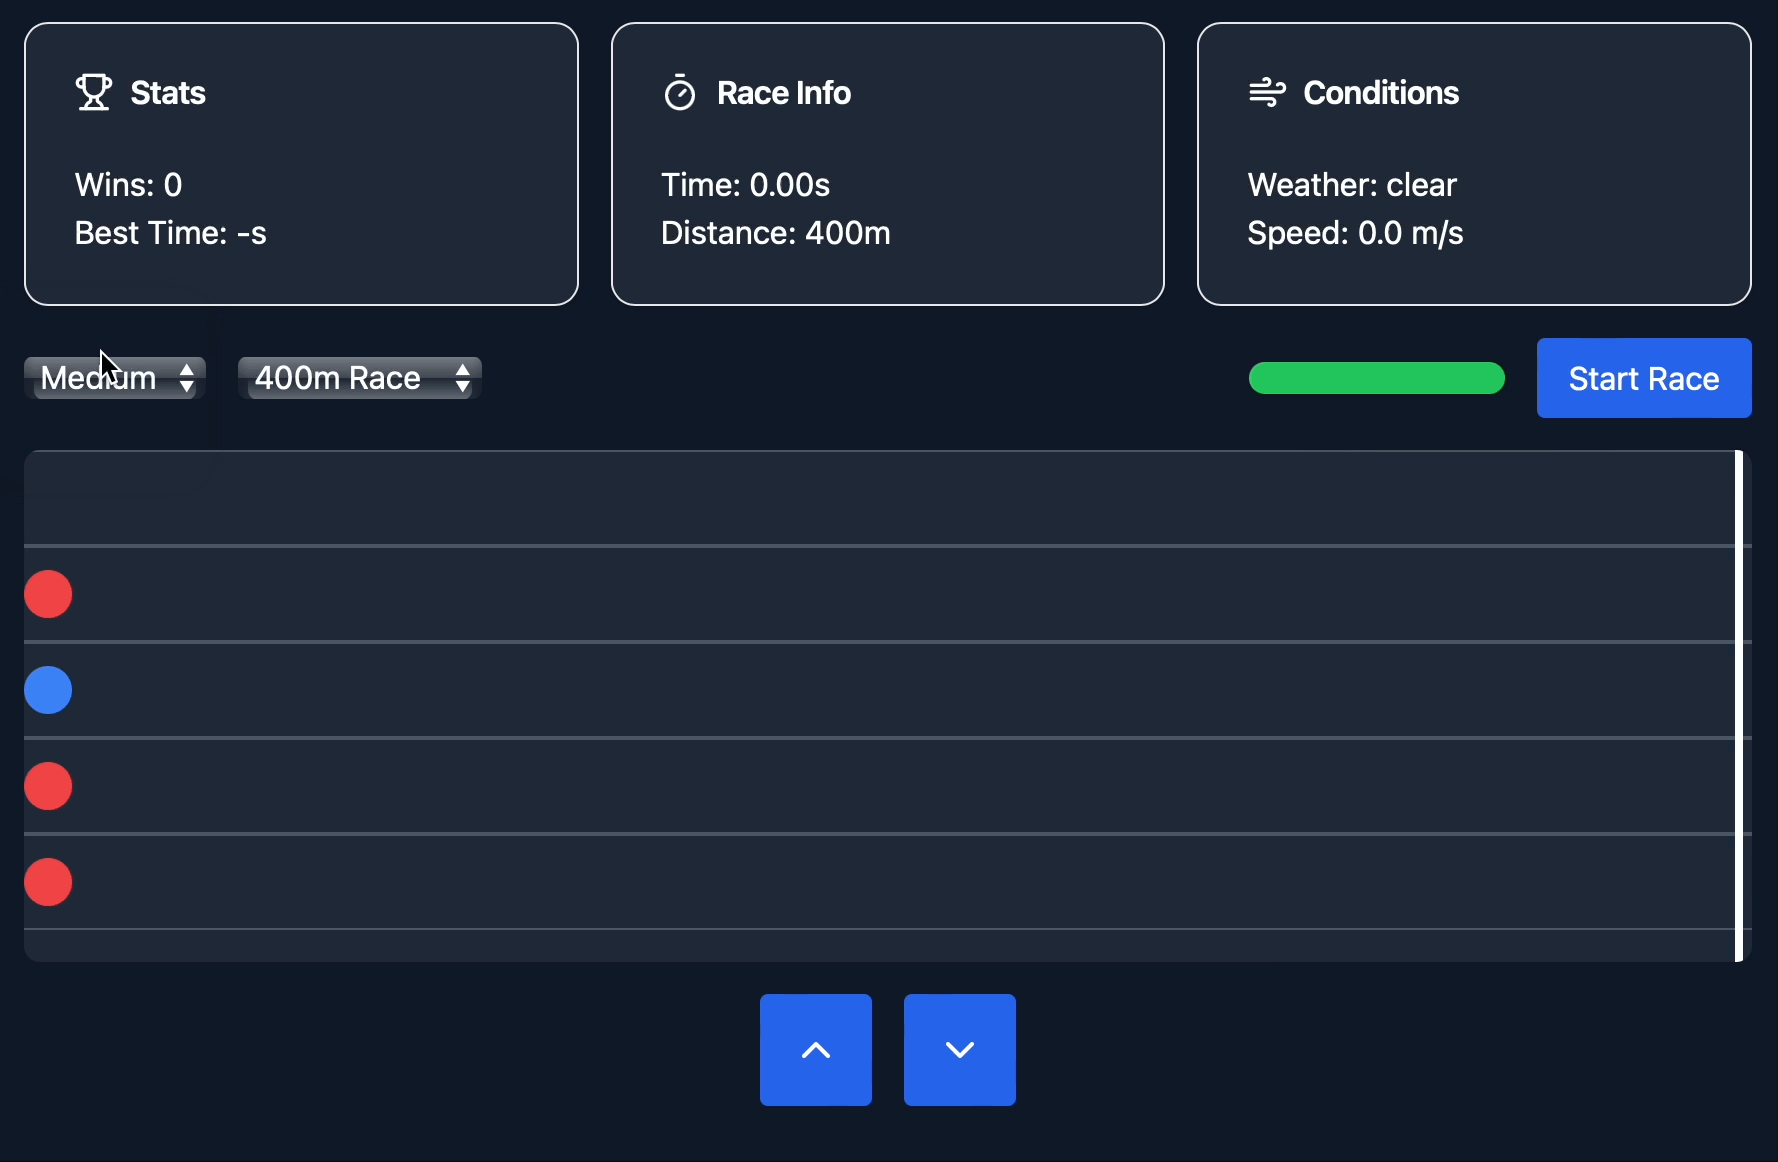 Stats
Wins: 0
Best Time: -s
Race Info
Time: 0.00s
Distance: 400m
Conditions
Weather: clear
Speed: 0.0 m/s
Medium
400m Race
Start Race